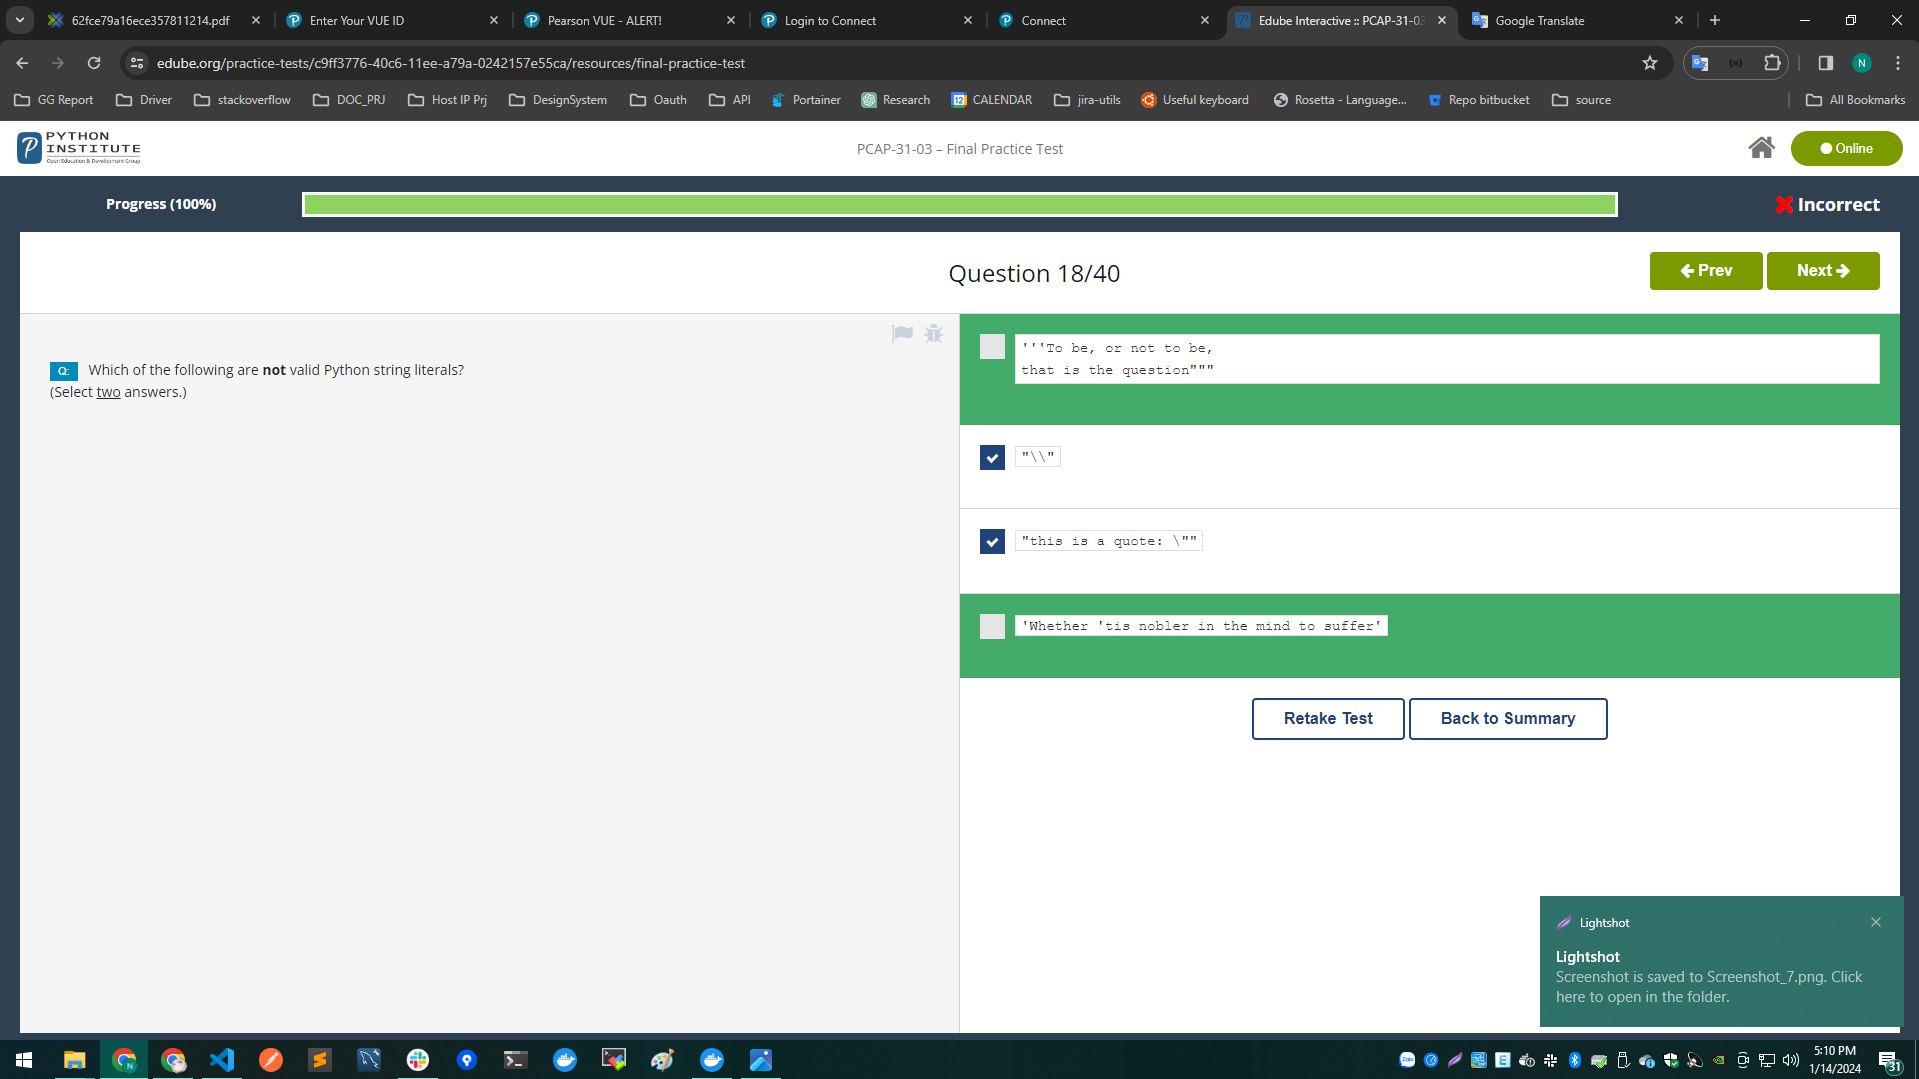 62fce79a16ece357811214.pdf
Enter Your VUE ID
Pearson VUE - ALERT!
Login to Connect
Connect
Edube Interactive :: PCAP-31-03
Google Translate
edube.org/practice-tests/c9ff3776-40c6-11ee-a79a-0242157e55ca/resources/final-practice-test
N
GG Report
Driver
stackoverflow
DOC_PRJ
Host IP Prj
DesignSystem
Oauth
API
Portainer
Research
CALENDAR
jira-utils
Useful keyboard
Rosetta - Language...
Repo bitbucket
source
All Bookmarks
PYTHON
INSTITUTE
Open Education & Development Group
PCAP-31-03 – Final Practice Test
Online
Progress (100%)
Incorrect
Question 18/40
Prev
Next
Q: Which of the following are not valid Python string literals?
(Select two answers.)
'''To be, or not to be,
that is the question"""
"\\"
"this is a quote: \""
'Whether 'tis nobler in the mind to suffer'
Retake Test
Back to Summary
Lightshot
Lightshot
Screenshot is saved to Screenshot_7.png. Click
here to open in the folder.
5:10 PM
1/14/2024
31